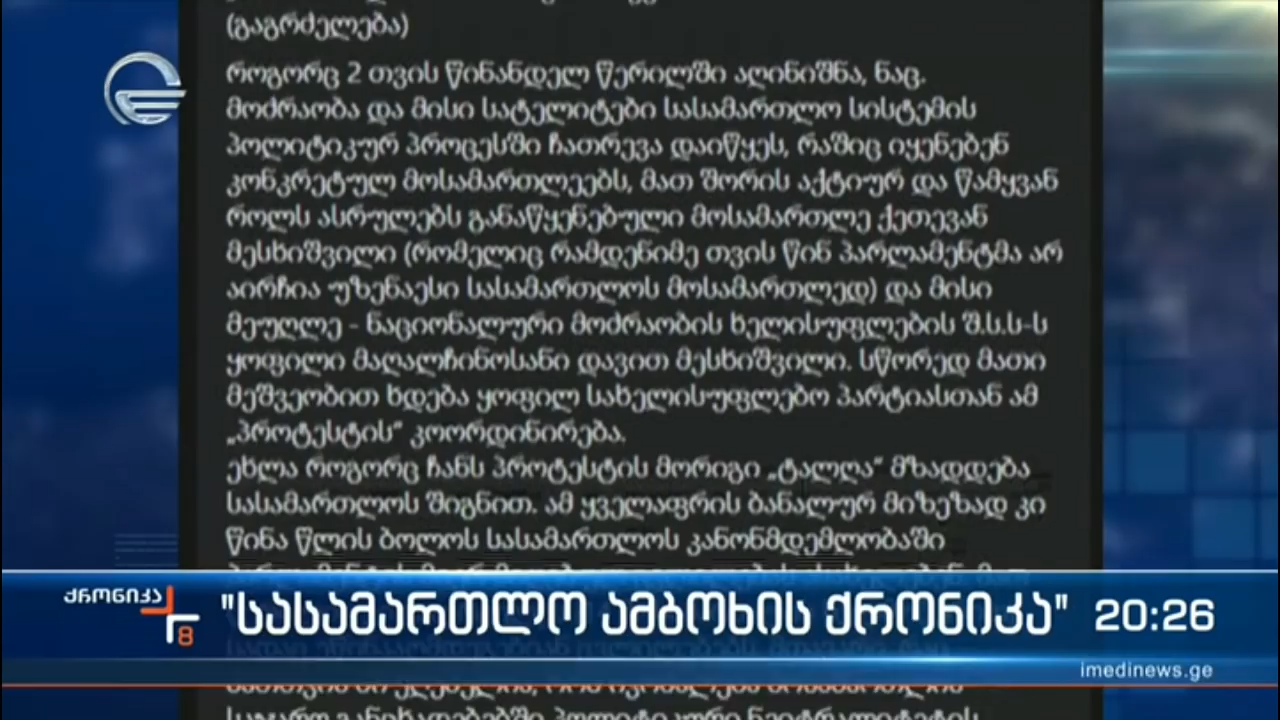 (გაგრძელება)
როგორც 2 თვის წინანდელ წერილში აღინიშნა, ნაც.
მოძრაობა და მისი სატელიტები სასამართლო სისტემის
პოლიტიკურ პროცესში ჩათრევა დაიწყეს, რაშიც იყენებენ
კონკრეტულ მოსამართლეებს, მათ შორის აქტიურ და წამყვან
როლს ასრულებს განაწყენებული მოსამართლე ქეთევან
მესხიშვილი (რომელიც რამდენიმე თვის წინ პარლამენტმა არ
აირჩია უზენაესი სასამართლოს მოსამართლედ) და მისი
მეუღლე - ნაციონალური მოძრაობის ხელისუფლების შ.ს.ს-ს
ყოფილი მაღალჩინოსანი დავით მესხიშვილი. სწორედ მათი
მეშვეობით ხდება ყოფილ სახელისუფლებო პარტიასთან ამ
„პროტესტის“ კოორდინირება.
ეხლა როგორც ჩანს პროტესტის მორიგი „ტალღა“ მზადდება
სასამართლოს შიგნით. ამ ყველაფრის ბანალურ მიზეზად კი
წინა წლის ბოლოს სასამართლოს კანონმდემლობაში
ქრონიკა 8
"სასამართლო ამბოხის ქრონიკა"
20:26
imedinews.ge